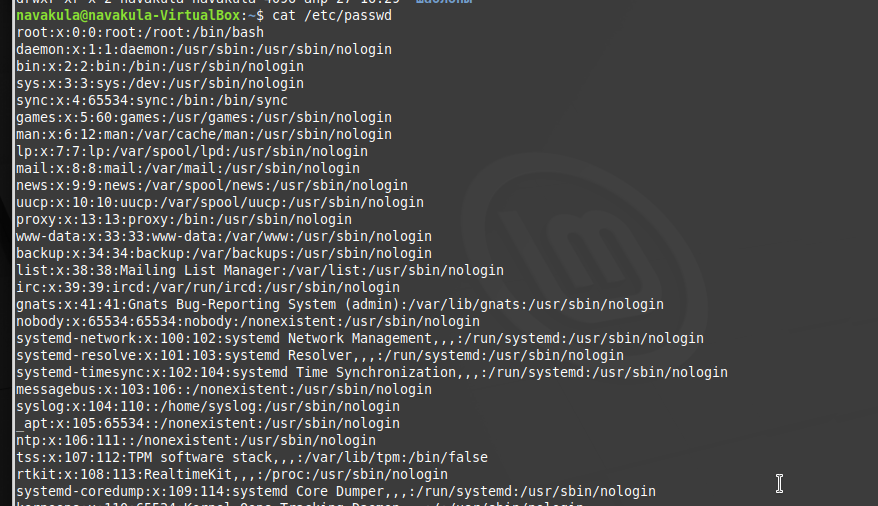 navakula@navakula-VirtualBox:~$ cat /etc/passwd
root:x:0:0:root:/root:/bin/bash
daemon:x:1:1:daemon:/usr/sbin:/usr/sbin/nologin
bin:x:2:2:bin:/bin:/usr/sbin/nologin
sys:x:3:3:sys:/dev:/usr/sbin/nologin
sync:x:4:65534:sync:/bin:/bin/sync
games:x:5:60:games:/usr/games:/usr/sbin/nologin
man:x:6:12:man:/var/cache/man:/usr/sbin/nologin
lp:x:7:7:lp:/var/spool/lpd:/usr/sbin/nologin
mail:x:8:8:mail:/var/mail:/usr/sbin/nologin
news:x:9:9:news:/var/spool/news:/usr/sbin/nologin
uucp:x:10:10:uucp:/var/spool/uucp:/usr/sbin/nologin
proxy:x:13:13:proxy:/bin:/usr/sbin/nologin
www-data:x:33:33:www-data:/var/www:/usr/sbin/nologin
backup:x:34:34:backup:/var/backups:/usr/sbin/nologin
list:x:38:38:Mailing List Manager:/var/list:/usr/sbin/nologin
irc:x:39:39:ircd:/var/run/ircd:/usr/sbin/nologin
gnats:x:41:41:Gnats Bug-Reporting System (admin):/var/lib/gnats:/usr/sbin/nologin
nobody:x:65534:65534:nobody:/nonexistent:/usr/sbin/nologin
systemd-network:x:100:102:systemd Network Management,,,:/run/systemd:/usr/sbin/nologin
systemd-resolve:x:101:103:systemd Resolver,,,:/run/systemd:/usr/sbin/nologin
systemd-timesync:x:102:104:systemd Time Synchronization,,,:/run/systemd:/usr/sbin/nologin
messagebus:x:103:106::/nonexistent:/usr/sbin/nologin
syslog:x:104:110::/home/syslog:/usr/sbin/nologin
_apt:x:105:65534::/nonexistent:/usr/sbin/nologin
ntp:x:106:111::/nonexistent:/usr/sbin/nologin
tss:x:107:112:TPM software stack,,,:/var/lib/tpm:/bin/false
rtkit:x:108:113:RealtimeKit,,,:/proc:/usr/sbin/nologin
systemd-coredump:x:109:114:systemd Core Dumper,,,:/run/systemd:/usr/sbin/nologin